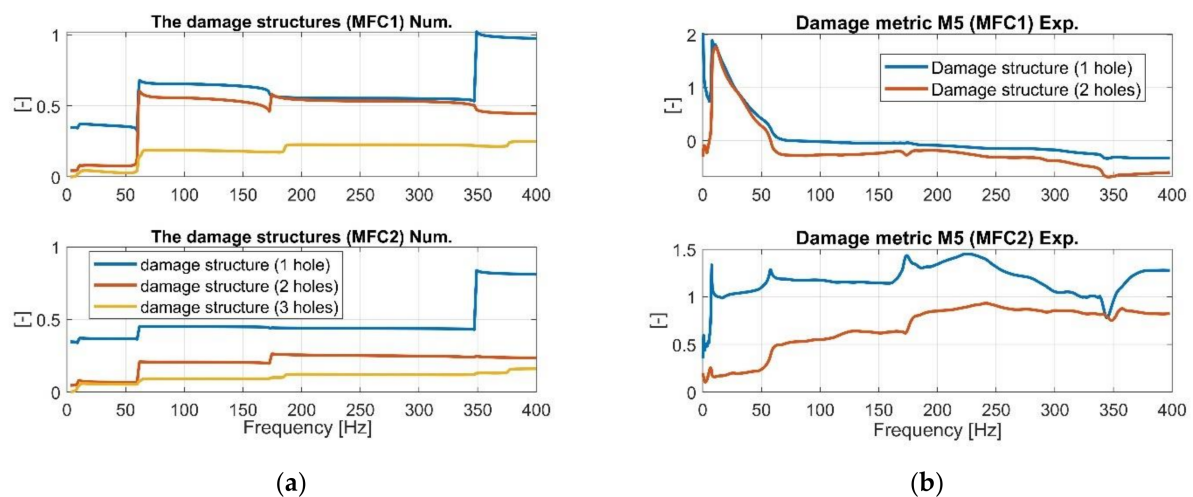 The damage structures (MFC1) Num.
1
0.5
0
[-]
0 50 100 150 200 250 300 350 400
The damage structures (MFC2) Num.
damage structure (1 hole)
damage structure (2 holes)
damage structure (3 holes)
1
0.5
0
[-]
0 50 100 150 200 250 300 350 400
Frequency [Hz]
(a)
Damage metric M5 (MFC1) Exp.
Damage structure (1 hole)
Damage structure (2 holes)
2
1
0
[-]
0 50 100 150 200 250 300 350 400
Damage metric M5 (MFC2) Exp.
1.5
1
0.5
0
[-]
0 50 100 150 200 250 300 350 400
Frequency [Hz]
(b)